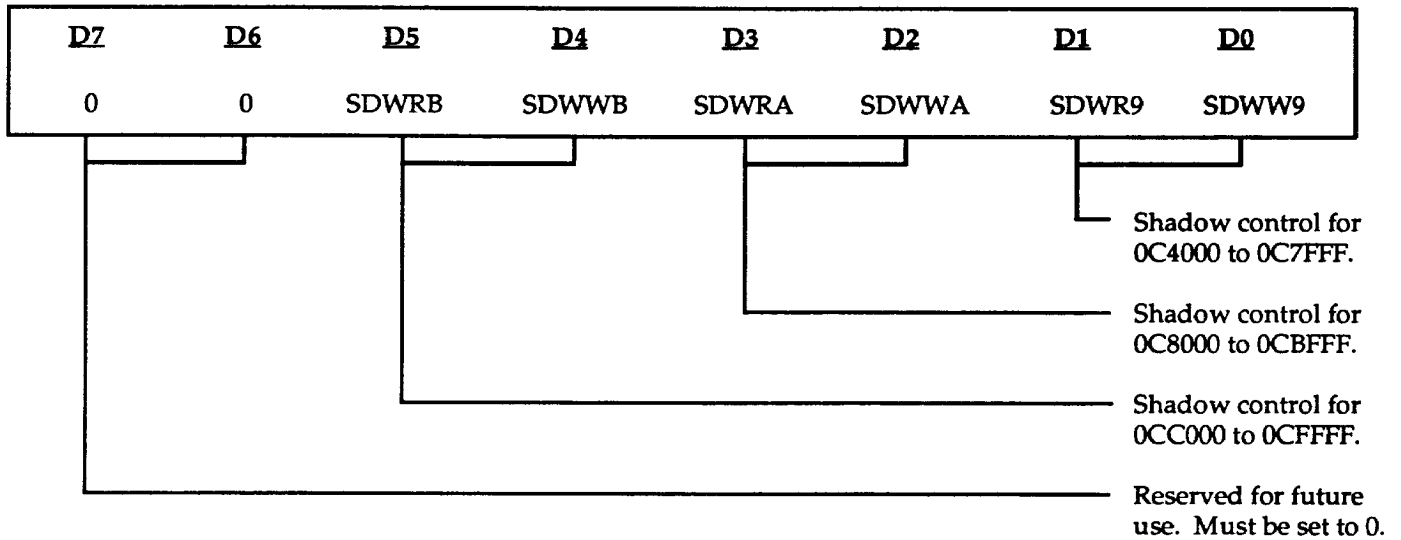 D7 D6 D5 D4 D3 D2 D1 D0
0 0 SDWRB SDWWB SDWRA SDWWA SDWR9 SDWW9
Shadow control for
0C4000 to 0C7FFF.
Shadow control for
0C8000 to 0CBFFF.
Shadow control for
0CC000 to 0CFFFF.
Reserved for future
use. Must be set to 0.